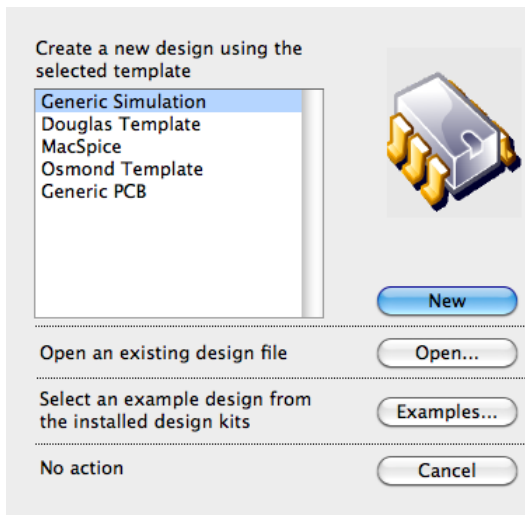 Create a new design using the
selected template
Generic Simulation
Douglas Template
MacSpice
Osmond Template
Generic PCB
New
Open an existing design file
Open...
Select an example design from
the installed design kits
Examples...
No action
Cancel